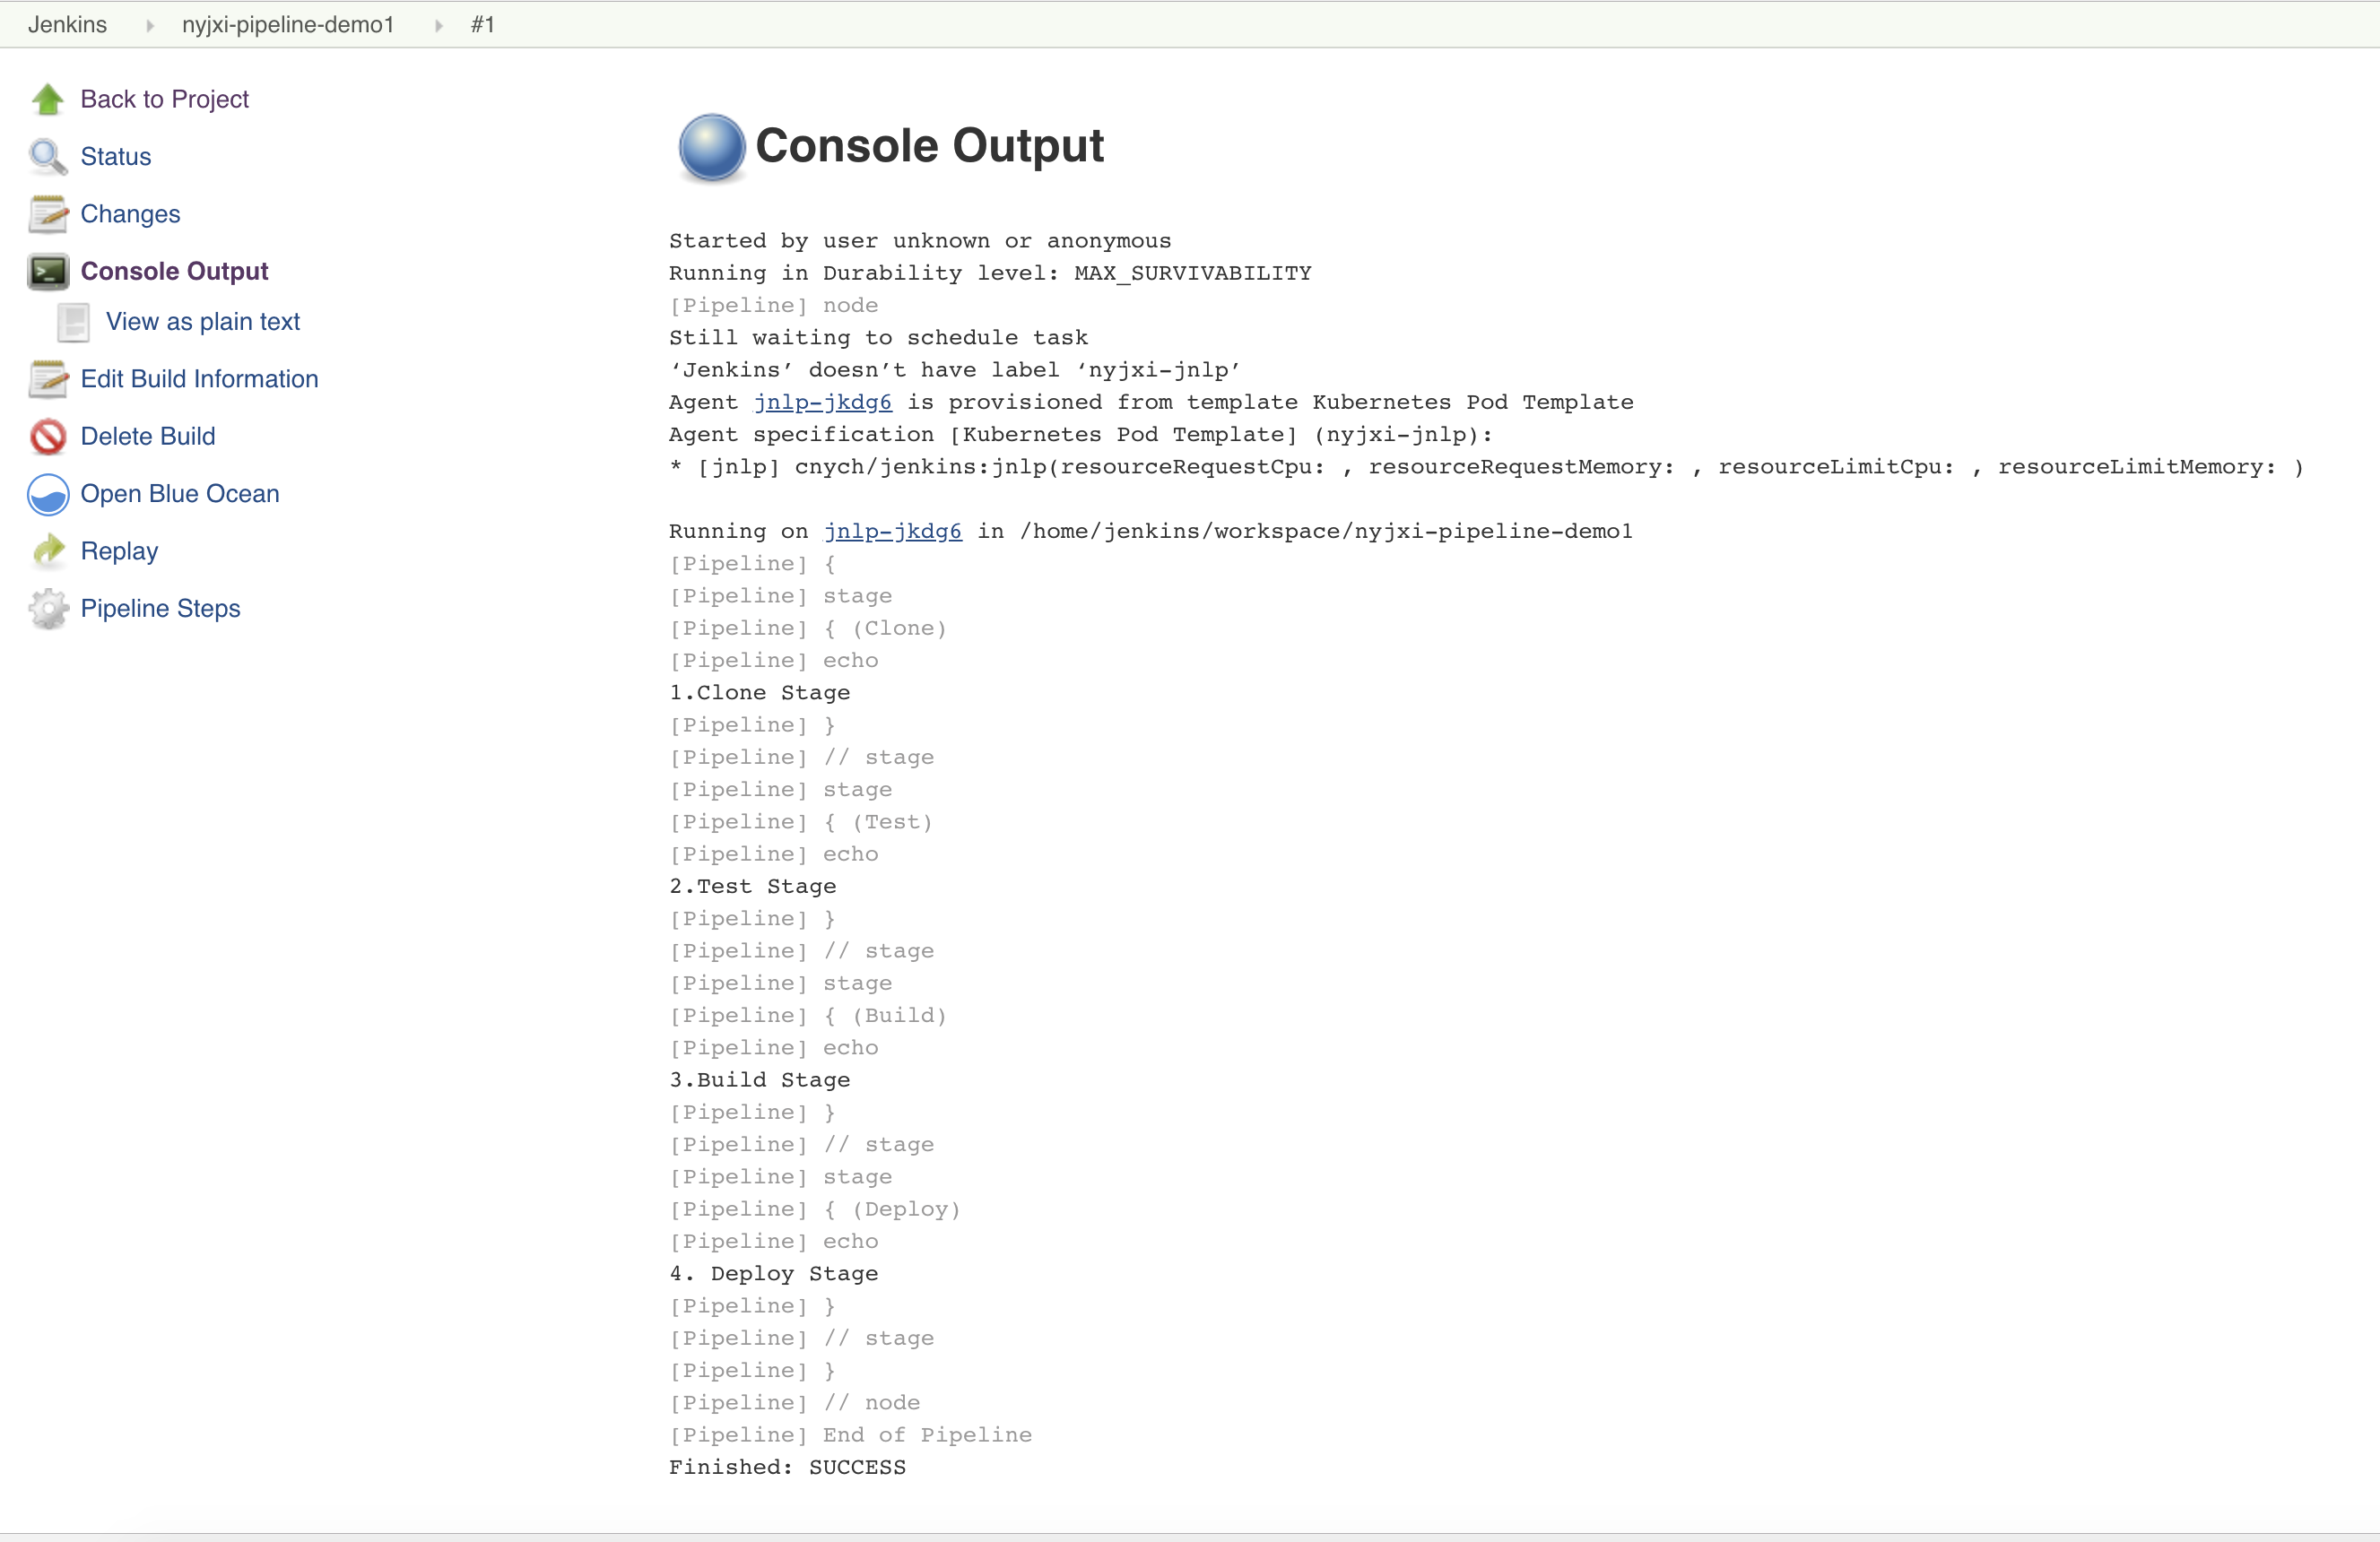 Jenkins nyjxi-pipeline-demo1 #1
Back to Project
Status
Changes
Console Output
View as plain text
Edit Build Information
Delete Build
Open Blue Ocean
Replay
Pipeline Steps
Console Output
Started by user unknown or anonymous
Running in Durability level: MAX_SURVIVABILITY
[Pipeline] node
Still waiting to schedule task
‘Jenkins’ doesn’t have label ‘nyjxi-jnlp’
Agent jnlp-jkdg6 is provisioned from template Kubernetes Pod Template
Agent specification [Kubernetes Pod Template] (nyjxi-jnlp):
* [jnlp] cnych/jenkins:jnlp(resourceRequestCpu: , resourceRequestMemory: , resourceLimitCpu: , resourceLimitMemory: )
Running on jnlp-jkdg6 in /home/jenkins/workspace/nyjxi-pipeline-demo1
[Pipeline] {
[Pipeline] stage
[Pipeline] { (Clone)
[Pipeline] echo
1.Clone Stage
[Pipeline] }
[Pipeline] // stage
[Pipeline] stage
[Pipeline] { (Test)
[Pipeline] echo
2.Test Stage
[Pipeline] }
[Pipeline] // stage
[Pipeline] stage
[Pipeline] { (Build)
[Pipeline] echo
3.Build Stage
[Pipeline] }
[Pipeline] // stage
[Pipeline] stage
[Pipeline] { (Deploy)
[Pipeline] echo
4. Deploy Stage
[Pipeline] }
[Pipeline] // stage
[Pipeline] }
[Pipeline] // node
[Pipeline] End of Pipeline
Finished: SUCCESS